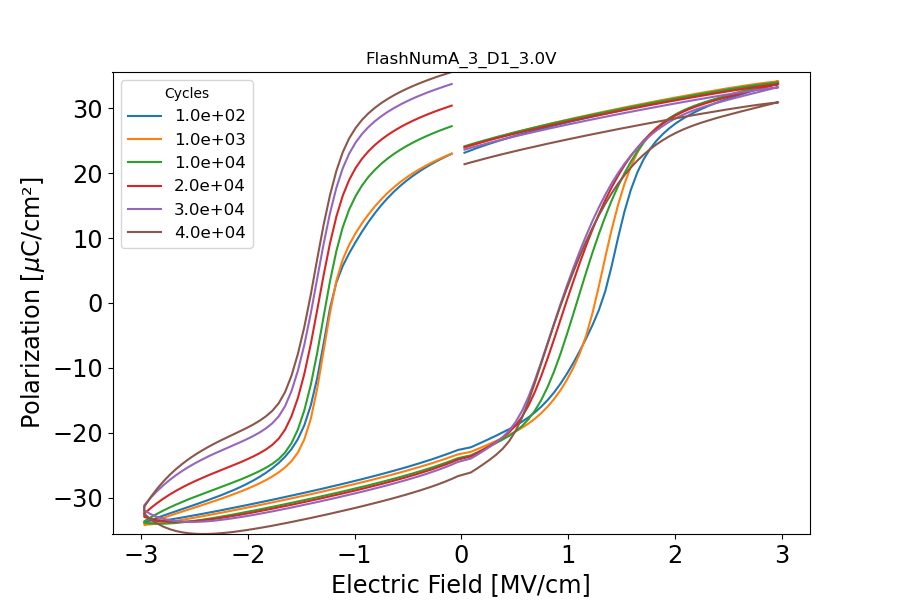 FlashNumA_3_D1_3.0V
Cycles
1.0e+02
1.0e+03
1.0e+04
2.0e+04
3.0e+04
4.0e+04
30
20
10
0
−10
−20
−30
Polarization [μC/cm²]
−3 −2 −1 0 1 2 3
Electric Field [MV/cm]